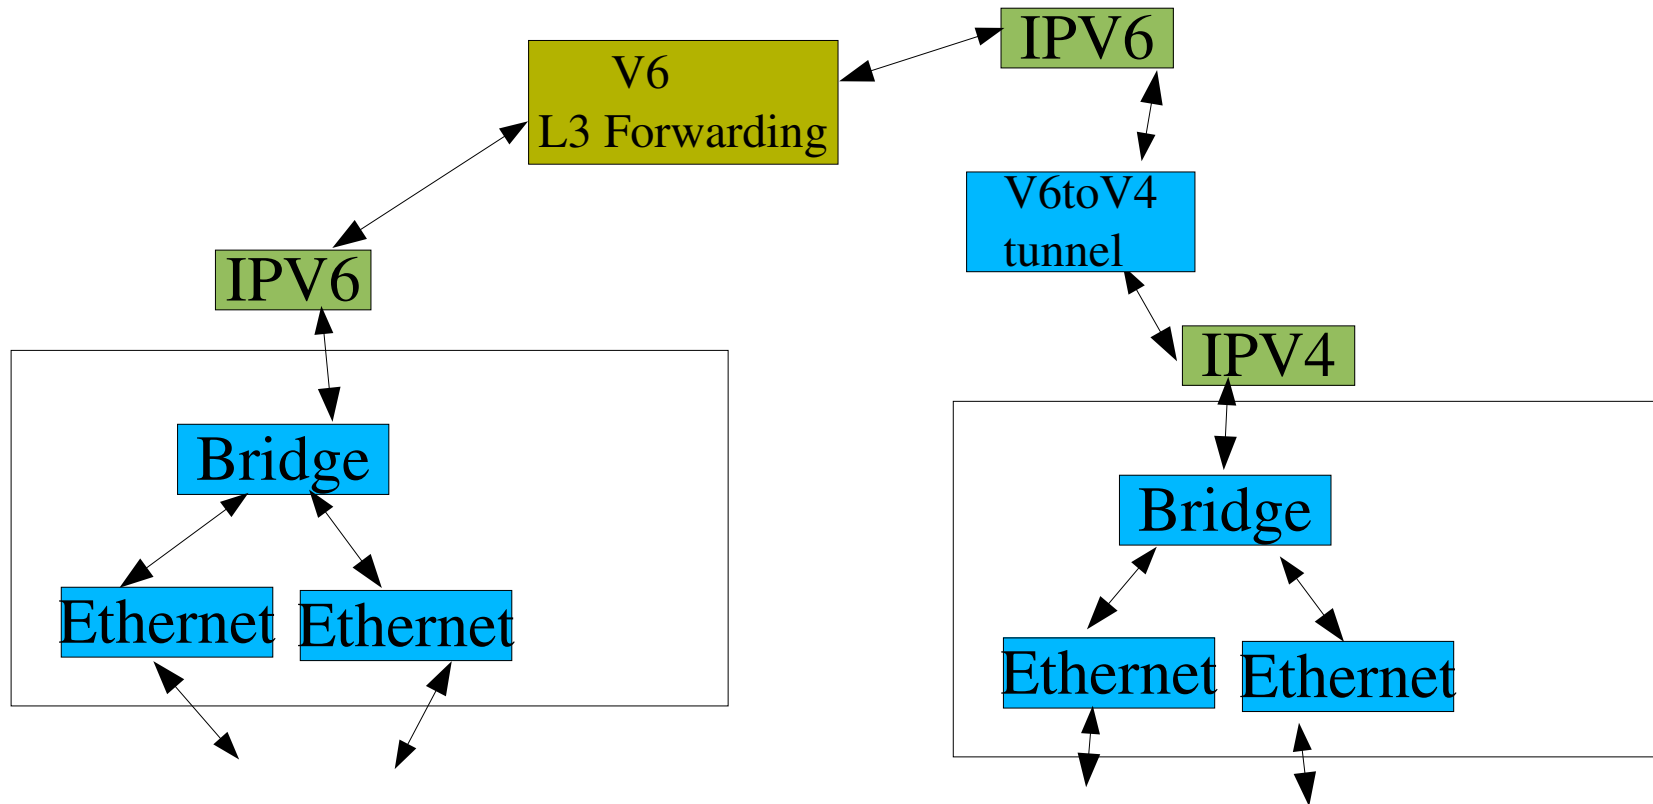 IPV6
V6
L3 Forwarding
V6toV4
tunnel
IPV6
IPV4
Bridge
Bridge
Ethernet
Ethernet
Ethernet
Ethernet